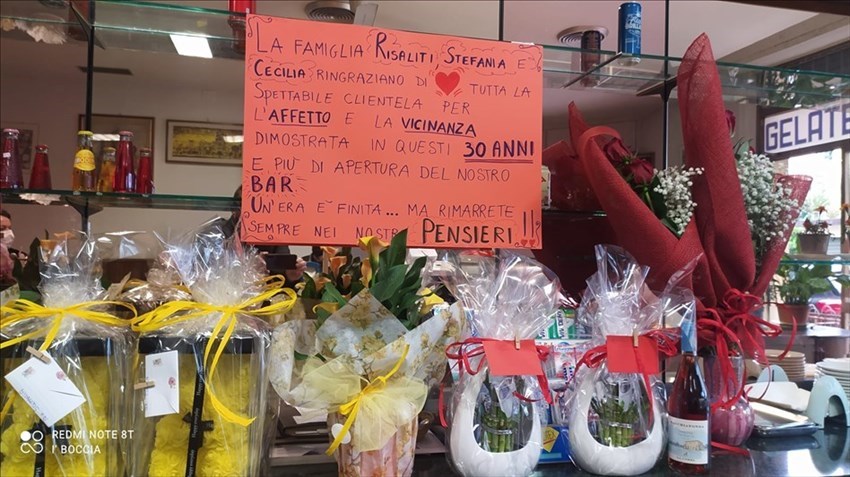 LA FAMIGLIA RISALITI STEFANIA E
CECILIA RINGRAZIANO DI ♥ TUTTA LA
SPETTABILE CLIENTELA PER
L'AFFETTO E LA VICINANZA
DIMOSTRATA IN QUESTI 30 ANNI
E PIU' DI APERTURA DEL NOSTRO
BAR
UN'ERA E' FINITA... MA RIMARRETE
SEMPRE NEI NOSTRI PENSIERI!!
GELATE
REDMI NOTE 8T
I' BOCCIA